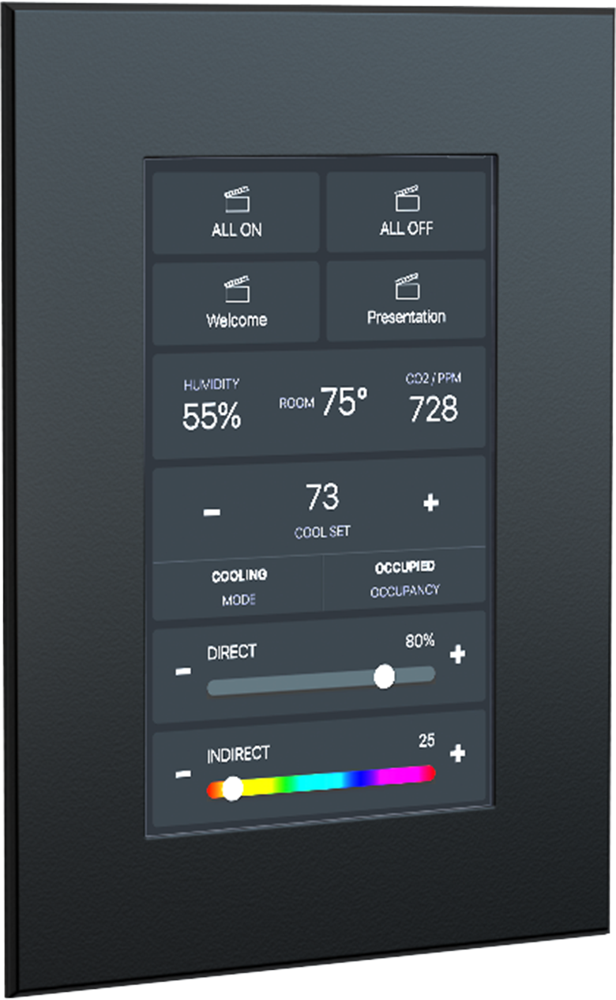 ALL ON
ALL OFF
Welcome
Presentation
HUMIDITY
55%
ROOM 75°
CO2 / PPM
728
- 73 +
COOL SET
COOLING
MODE
OCCUPIED
OCCUPANCY
DIRECT 80%
- +
INDIRECT 25
- +